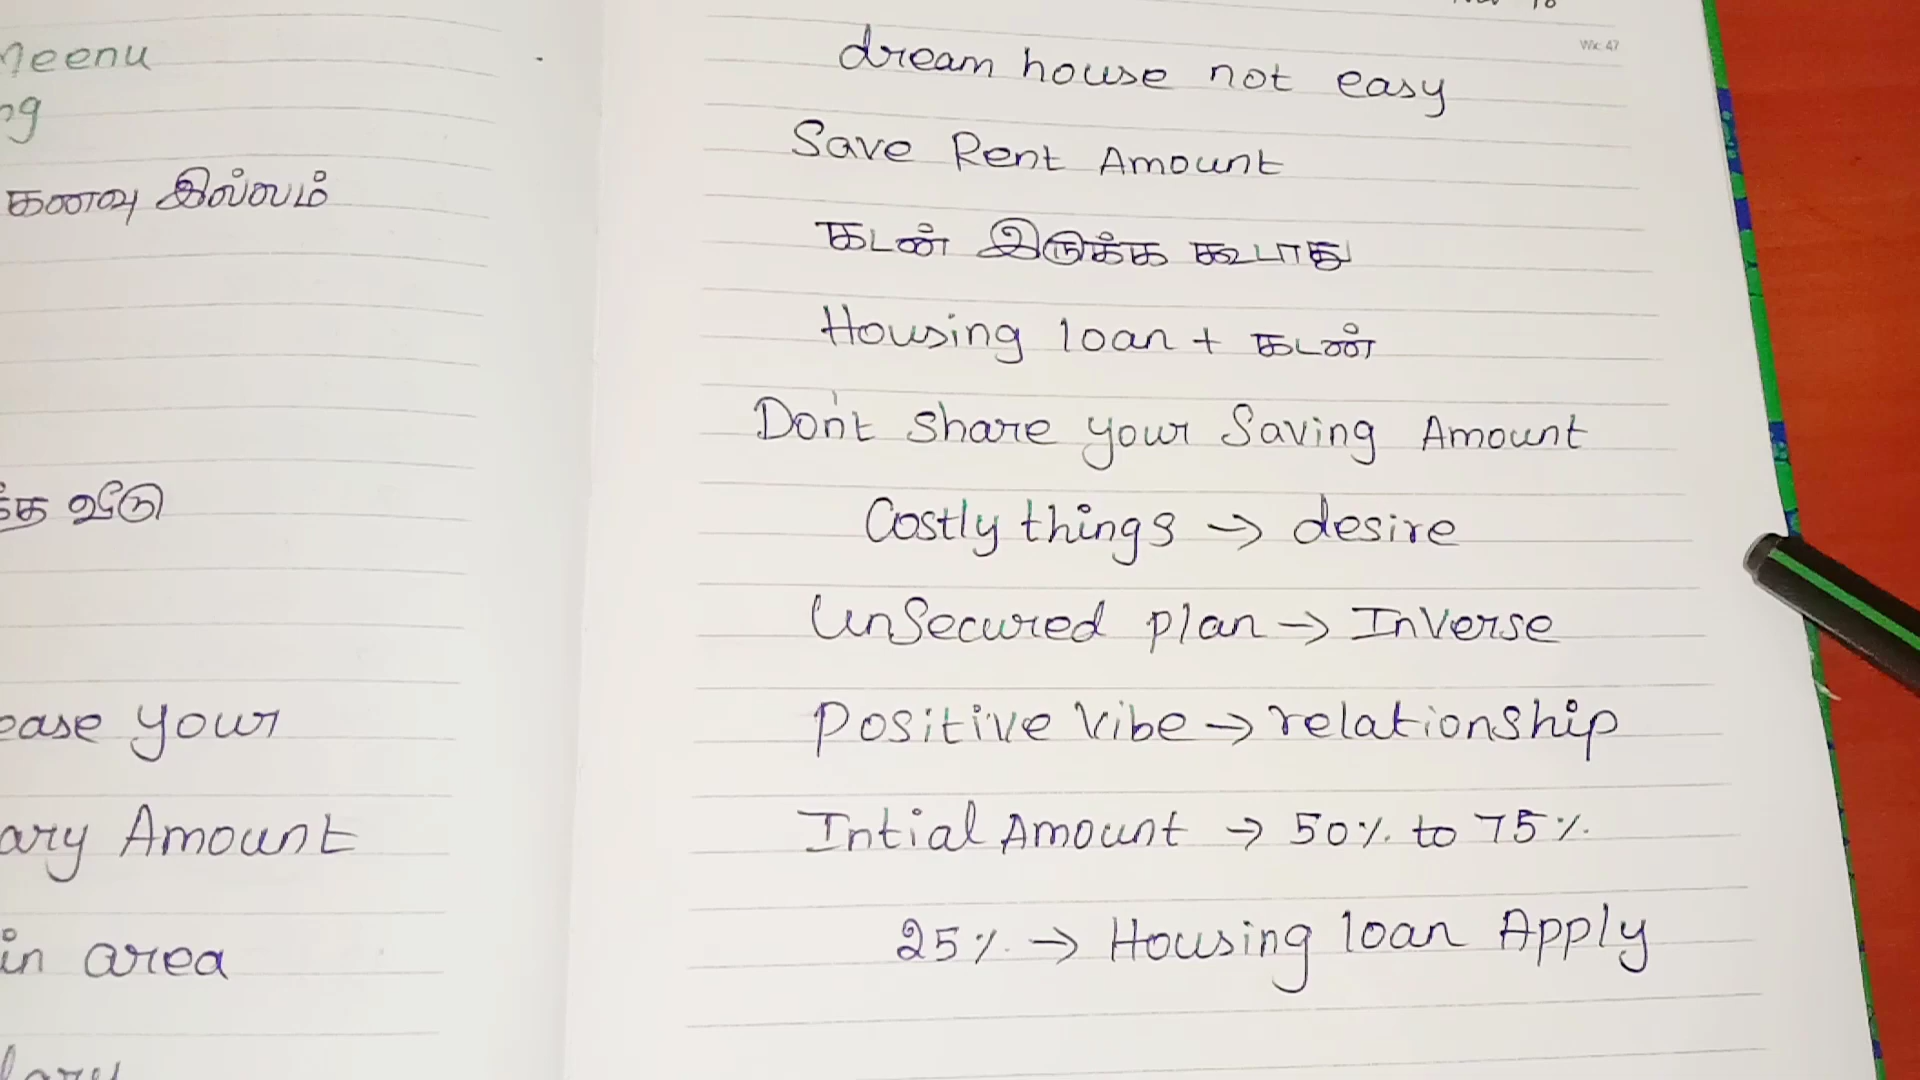 Meenu
கனவு இல்லம்
வீடு
your
Amount
in area
Wk 47
dream house not easy
Save Rent Amount
கடன் இருக்க கூடாது
Housing loan + கடன்
Don't share your Saving Amount
Costly things → desire
UnSecured plan → InVerse
Positive Vibe → relationship
Intial Amount → 50% to 75%
25% → Housing loan Apply